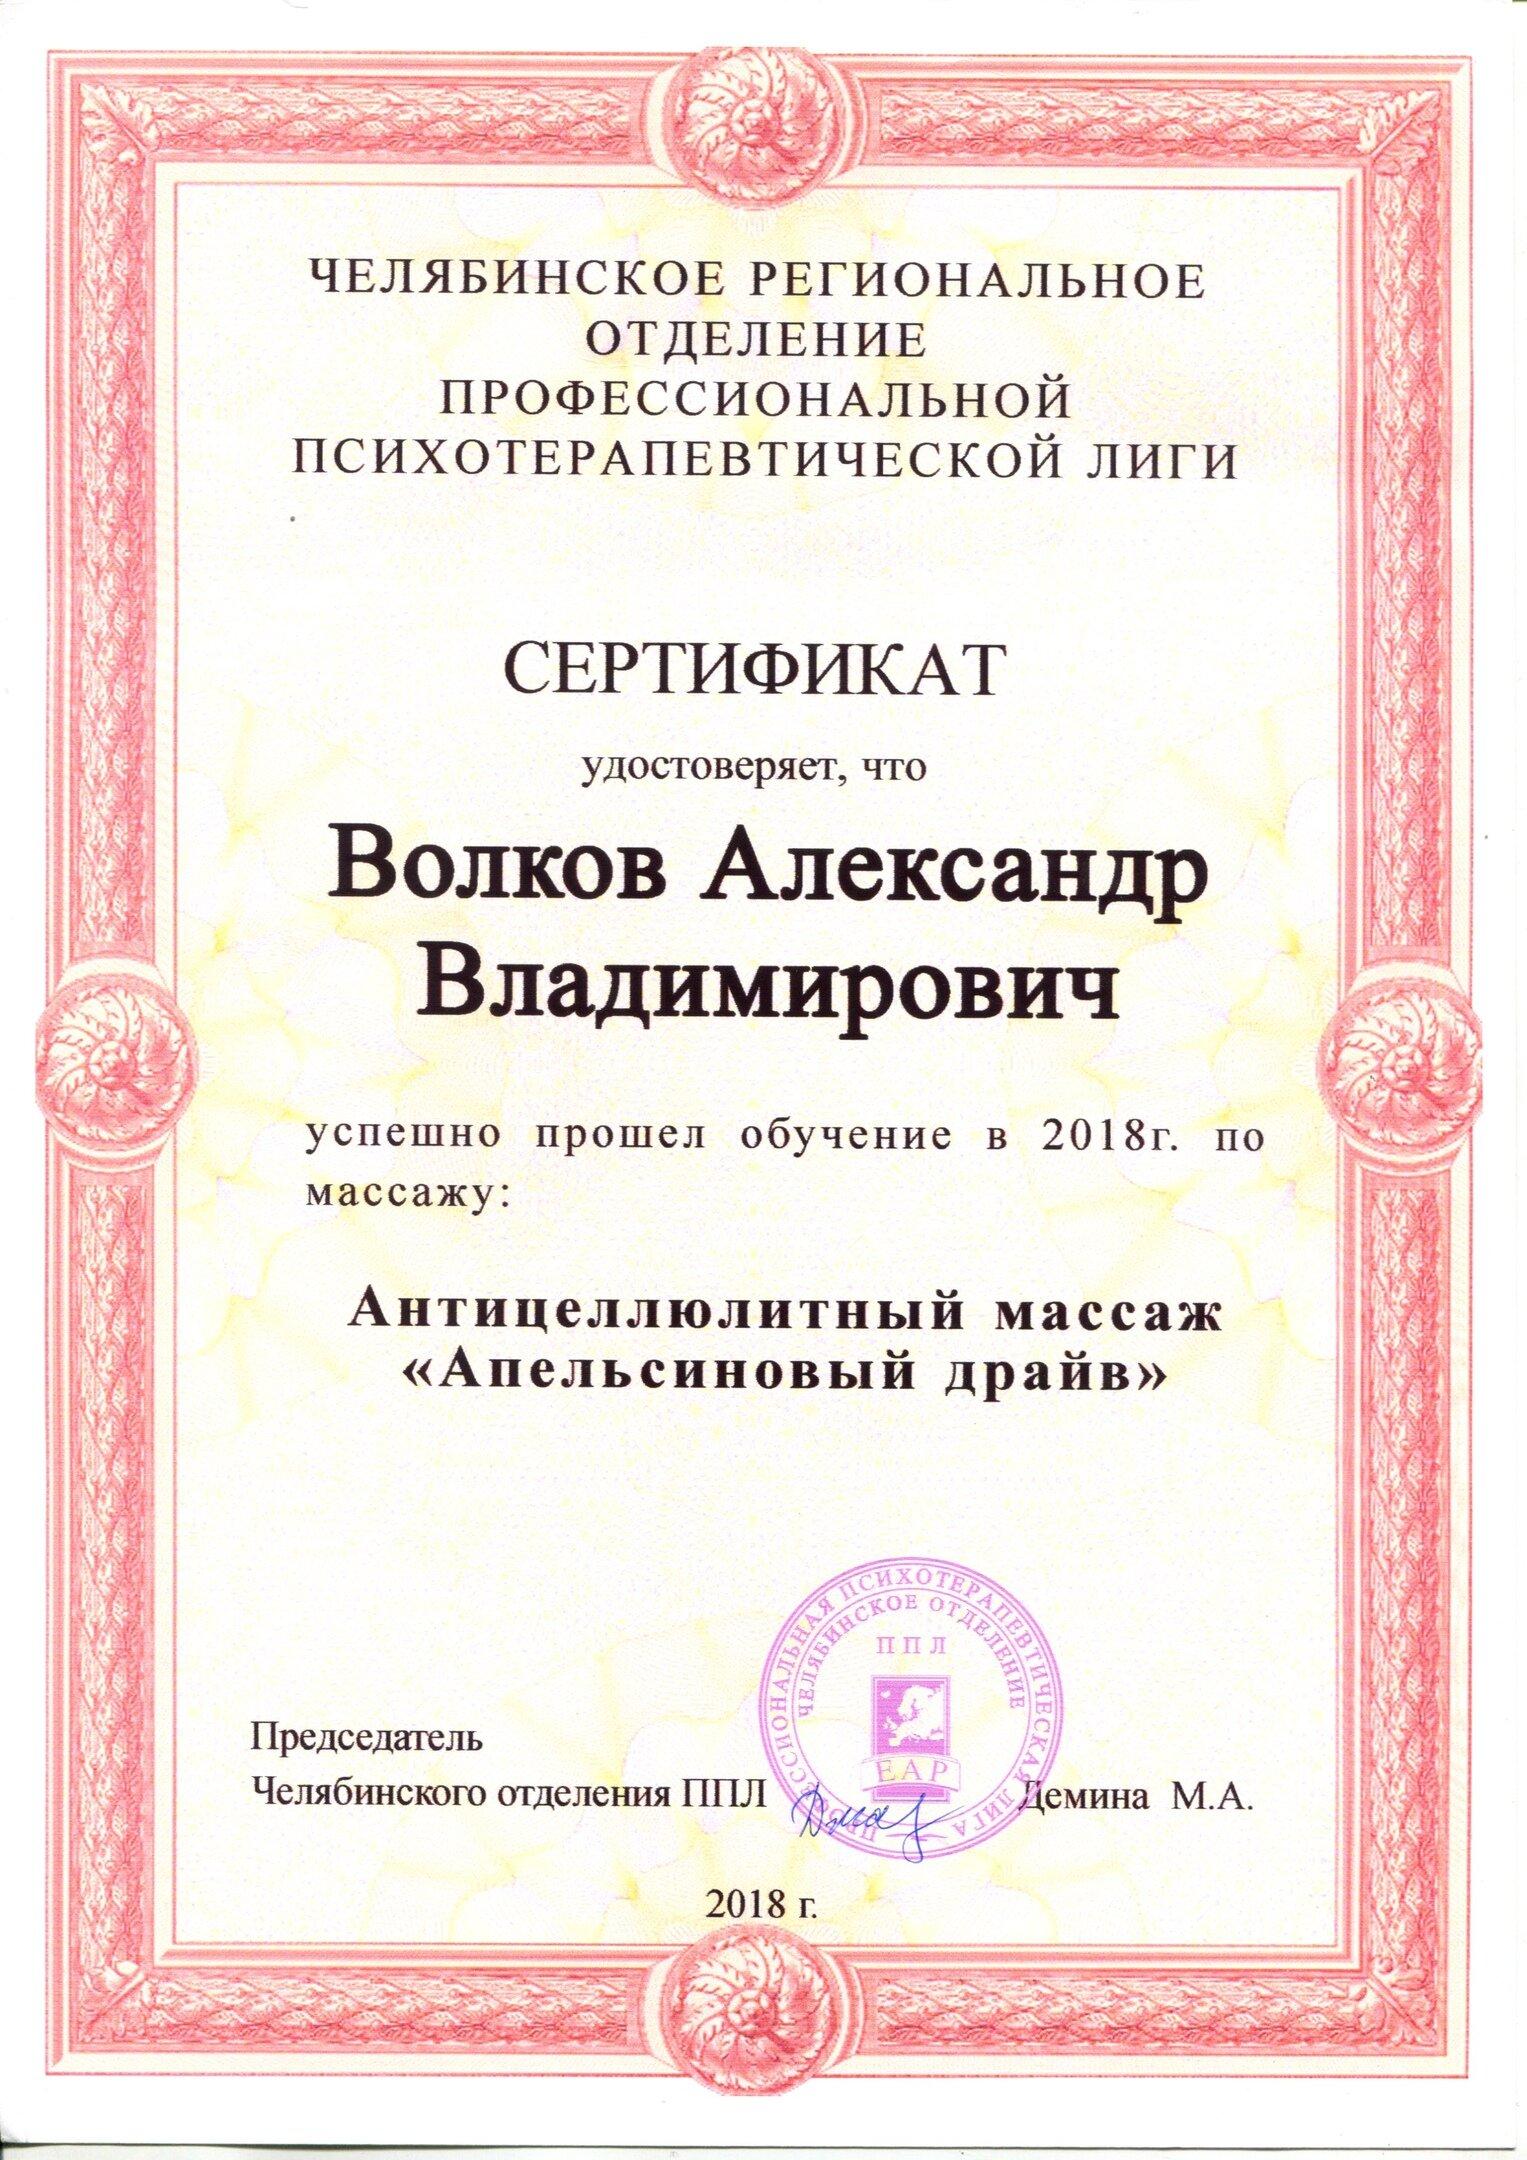 ЧЕЛЯБИНСКОЕ РЕГИОНАЛЬНОЕ
ОТДЕЛЕНИЕ
ПРОФЕССИОНАЛЬНОЙ
ПСИХОТЕРАПЕВТИЧЕСКОЙ ЛИГИ
СЕРТИФИКАТ
удостоверяет, что
Волков Александр
Владимирович
успешно прошел обучение в 2018г. по
массажу:
Антицеллюлитный массаж
«Апельсиновый драйв»
ПРОФЕССИОНАЛЬНАЯ ПСИХОТЕРАПЕВТИЧЕСКАЯ ЛИГА
ЧЕЛЯБИНСКОЕ ОТДЕЛЕНИЕ
ППЛ
EAP
Председатель
Челябинского отделения ППЛ Демина М.А.
2018 г.